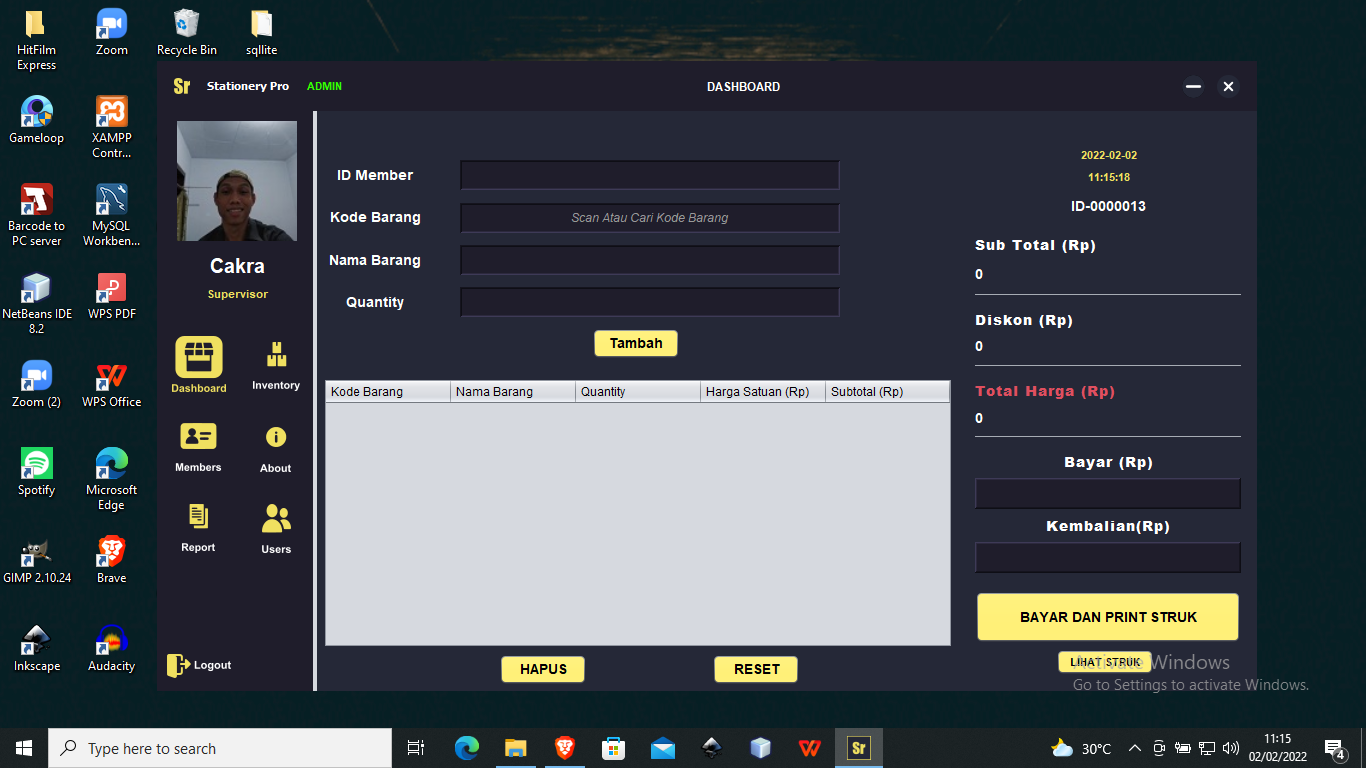 HitFilm
Express
Zoom
Recycle Bin
sqllite
Gameloop
XAMPP
Contr...
Barcode to
PC server
MySQL
Workben...
NetBeans IDE
8.2
WPS PDF
Zoom (2)
WPS Office
Spotify
Microsoft
Edge
GIMP 2.10.24
Brave
Inkscape
Audacity
Sr
Stationery Pro
ADMIN
DASHBOARD
Cakra
Supervisor
Dashboard
Inventory
Members
About
Report
Users
Logout
ID Member
Kode Barang
Scan Atau Cari Kode Barang
Nama Barang
Quantity
Tambah
Kode Barang
Nama Barang
Quantity
Harga Satuan (Rp)
Subtotal (Rp)
HAPUS
RESET
2022-02-02
11:15:18
ID-0000013
Sub Total (Rp)
0
Diskon (Rp)
0
Total Harga (Rp)
0
Bayar (Rp)
Kembalian(Rp)
BAYAR DAN PRINT STRUK
LIHAT STRUK
Activate Windows
Go to Settings to activate Windows.
Type here to search
Sr
30°C
11:15
02/02/2022
4